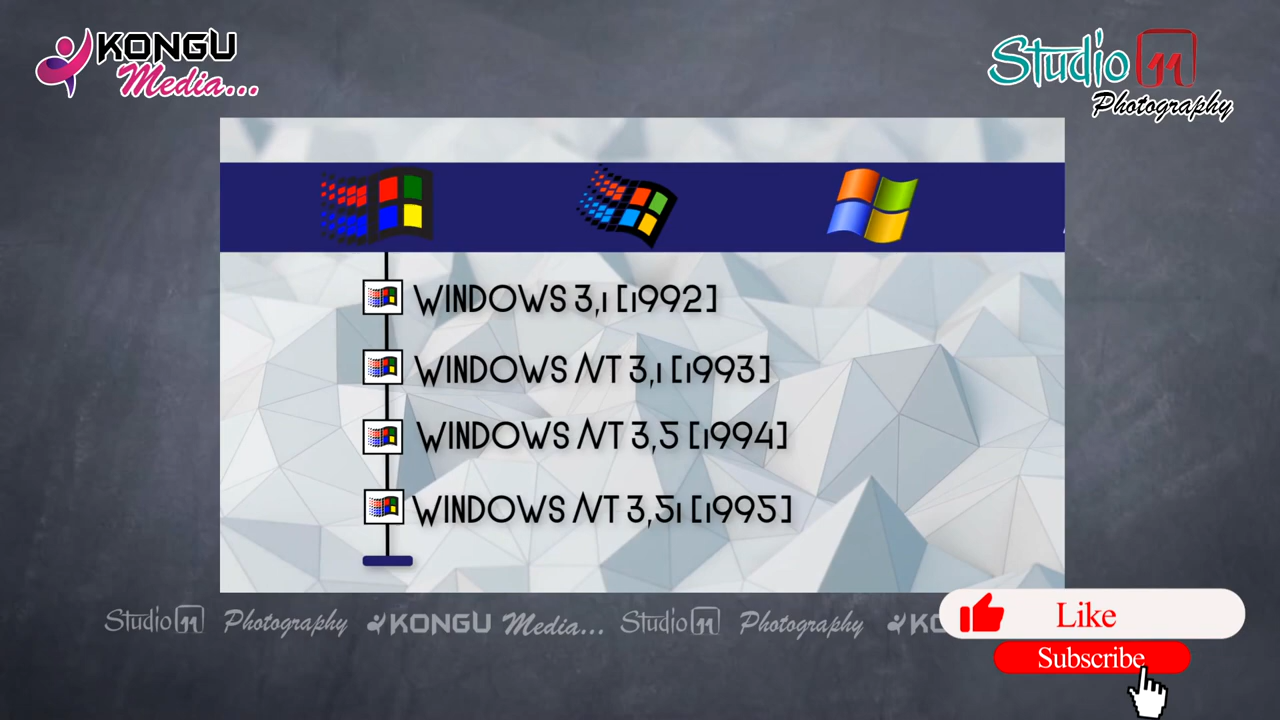 KONGU
Media...
Studio 11
Photography
WINDOWS 3,1 [1992]
WINDOWS NT 3,1 [1993]
WINDOWS NT 3,5 [1994]
WINDOWS NT 3,51 [1995]
Studio 11 Photography KONGU Media... Studio 11 Photography KO
Like
Subscribe